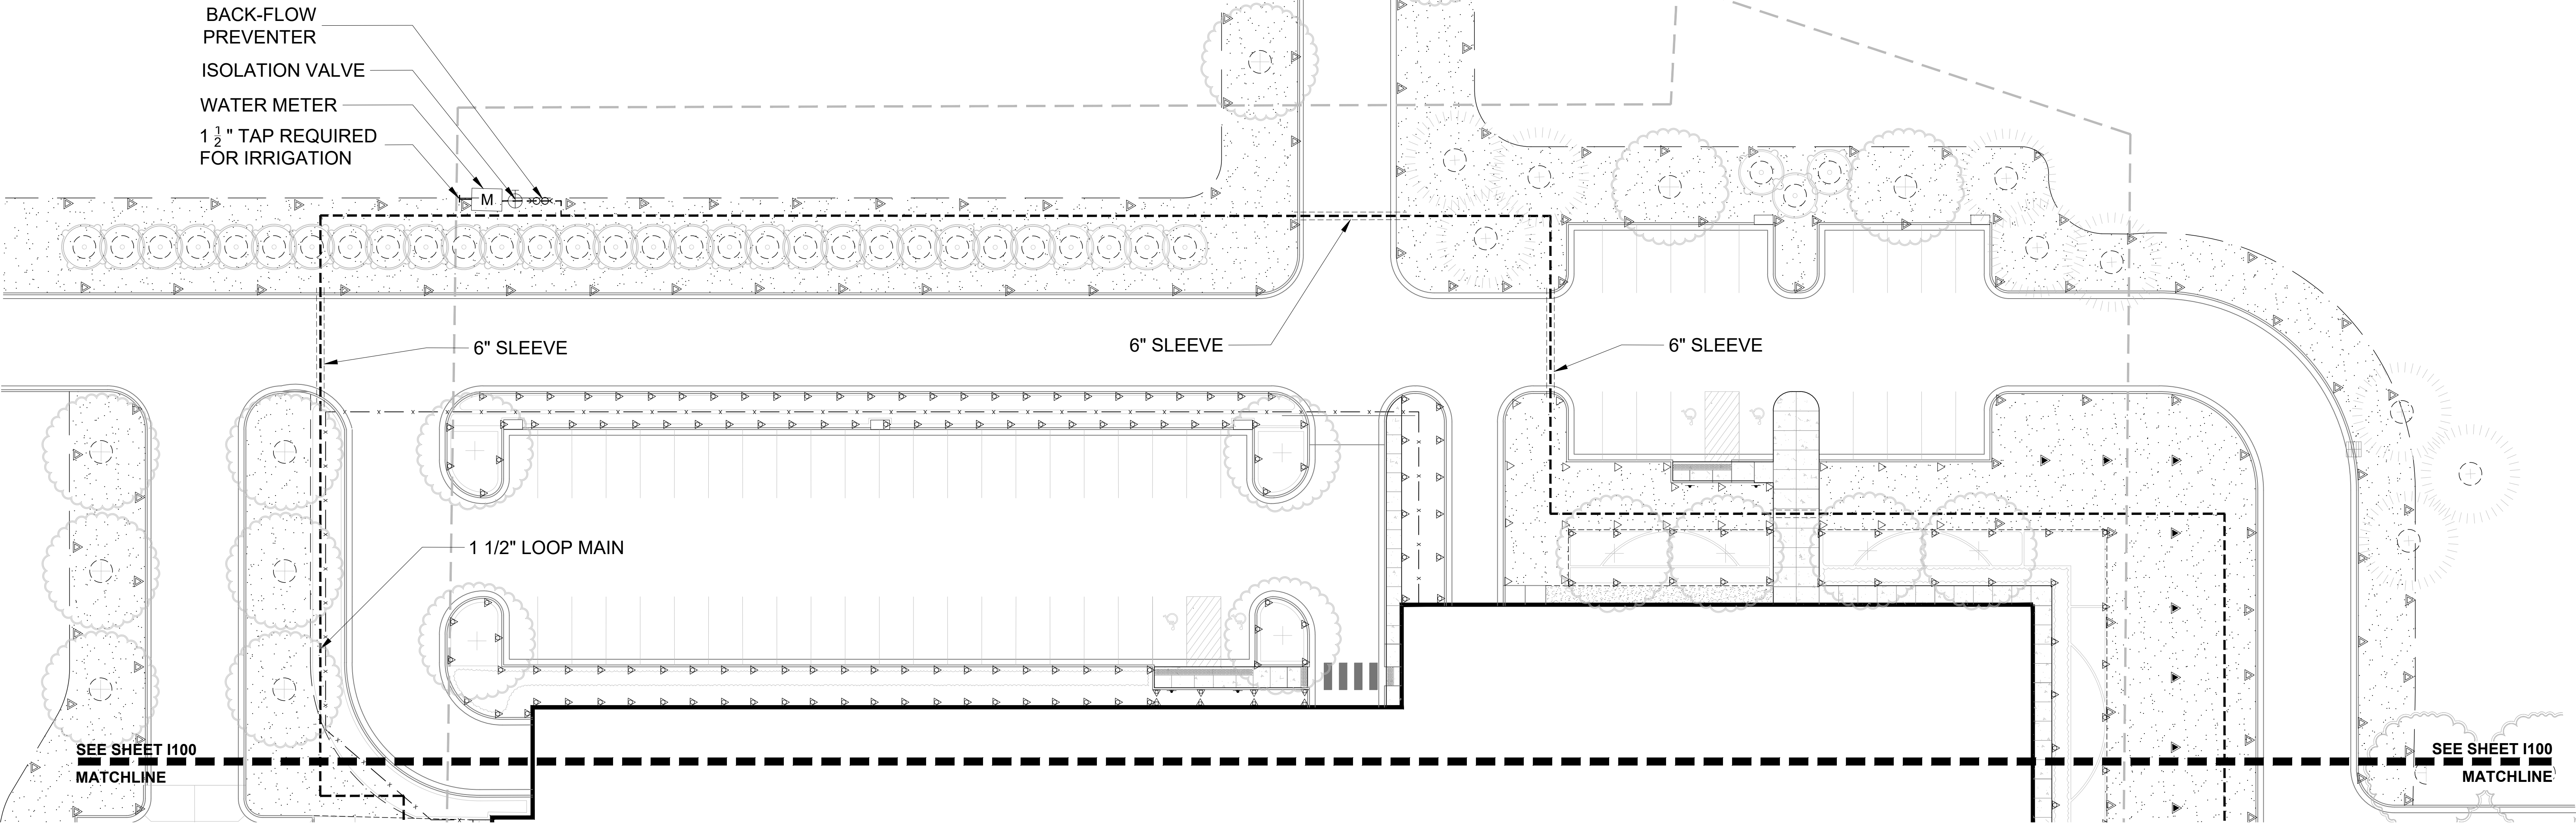 BACK-FLOW
PREVENTER
ISOLATION VALVE
WATER METER
1 1/2" TAP REQUIRED
FOR IRRIGATION
M
6" SLEEVE
6" SLEEVE
6" SLEEVE
1 1/2" LOOP MAIN
SEE SHEET I100
MATCHLINE
SEE SHEET I100
MATCHLINE